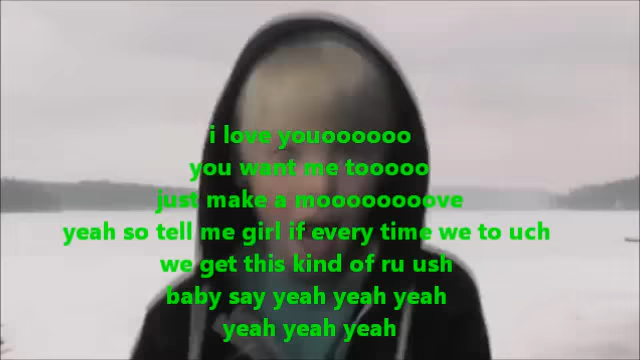 i love youoooooo
you want me tooooo
just make a moooooooove
yeah so tell me girl if every time we to uch
we get this kind of ru ush
baby say yeah yeah yeah
yeah yeah yeah